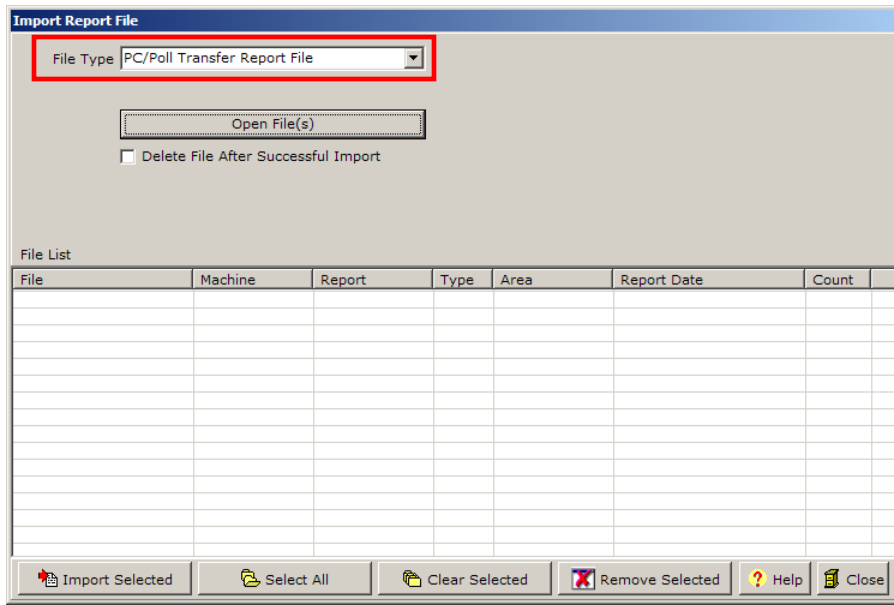 Import Report File
File Type PC/Poll Transfer Report File
Open File(s)
Delete File After Successful Import
File List
File Machine Report Type Area Report Date Count
Import Selected Select All Clear Selected Remove Selected ? Help Close